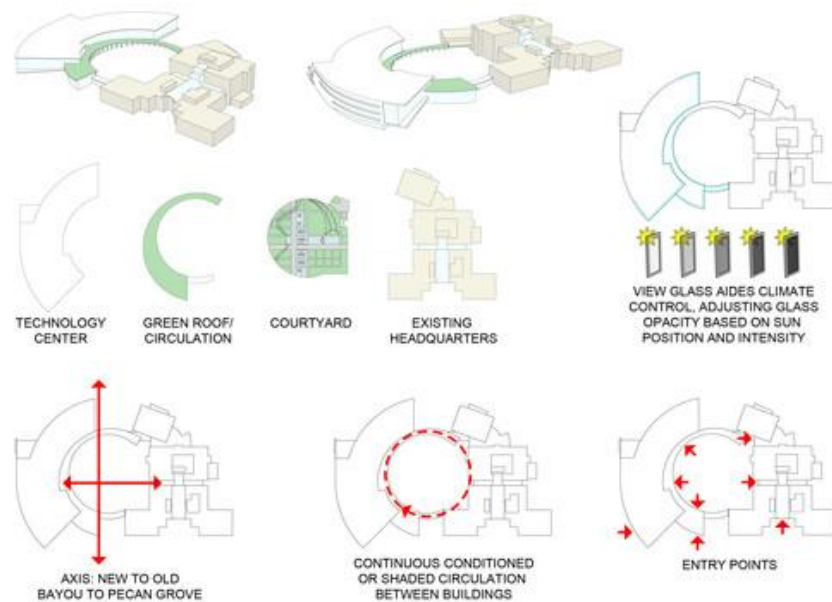 TECHNOLOGY
CENTER
GREEN ROOF/
CIRCULATION
COURTYARD
EXISTING
HEADQUARTERS
VIEW GLASS AIDES CLIMATE
CONTROL, ADJUSTING GLASS
OPACITY BASED ON SUN
POSITION AND INTENSITY
AXIS: NEW TO OLD
BAYOU TO PECAN GROVE
CONTINUOUS CONDITIONED
OR SHADED CIRCULATION
BETWEEN BUILDINGS
ENTRY POINTS